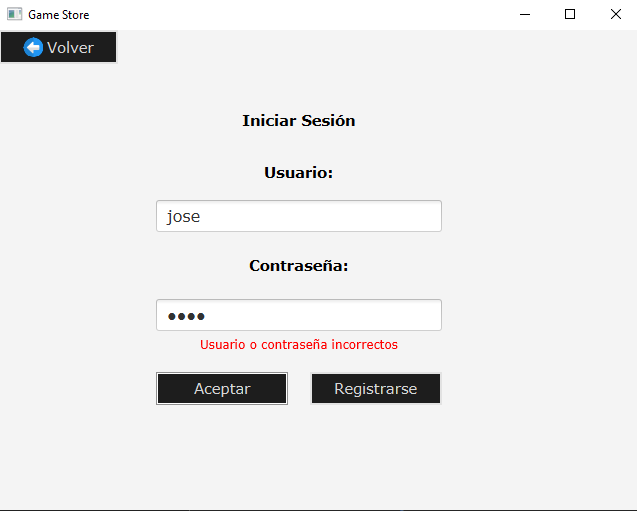 Game Store
Volver
Iniciar Sesión
Usuario:
jose
Contraseña:
●●●●
Usuario o contraseña incorrectos
Aceptar
Registrarse